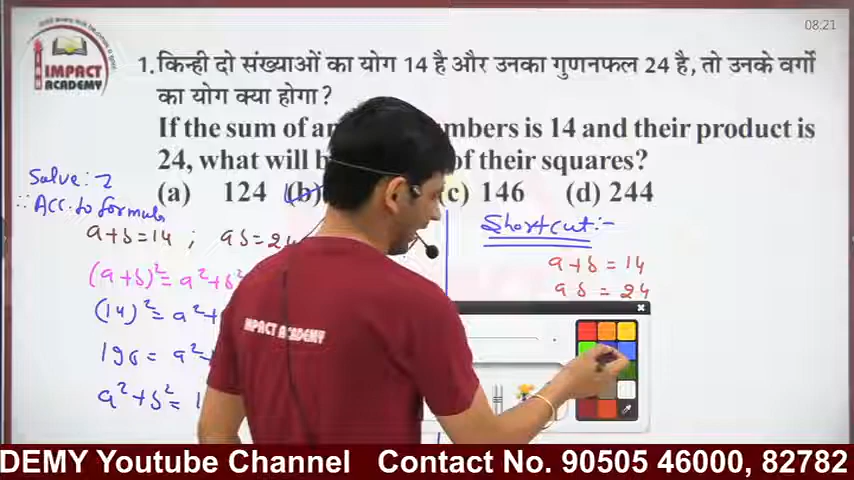 08:21
IMPACT
ACADEMY
1. किन्ही दो संख्याओं का योग 14 है और उनका गुणनफल 24 है, तो उनके वर्गो
का योग क्या होगा?
If the sum of an mbers is 14 and their product is
24, what will b of their squares?
(a) 124 (b) (c) 146 (d) 244
Solve:-
∵ Acc. to formula
a+b=14 ; ab=24
(a+b)²= a²+b²
(14)²= a²+
196 = a²
a²+b²= 1
Shortcut:-
a+b = 14
ab = 24
IMPACT ACADEMY
DEMY Youtube Channel Contact No. 90505 46000, 82782